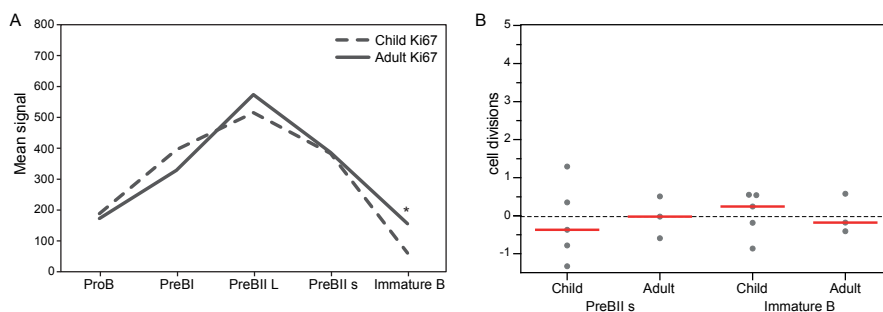 A
Mean signal
800
700
600
500
400
300
200
100
0
Child Ki67
Adult Ki67
*
ProB
PreBI
PreBII L
PreBII s
Immature B
B
cell divisions
5
4
3
2
1
0
-1
Child
Adult
Child
Adult
PreBII s
Immature B